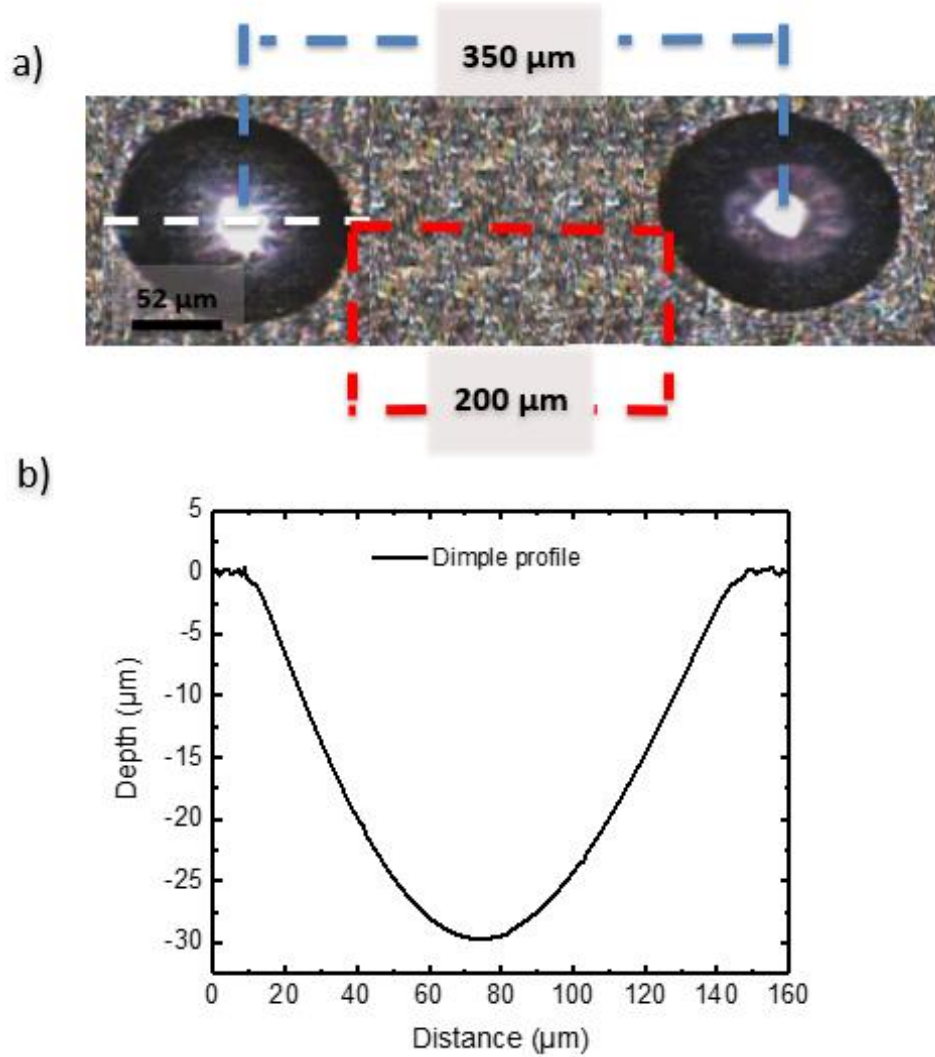 350 µm
a)
52 µm
200 µm
b)
5
0
-5
-10
-15
-20
-25
-30
Depth (µm)
Dimple profile
0 20 40 60 80 100 120 140 160
Distance (µm)